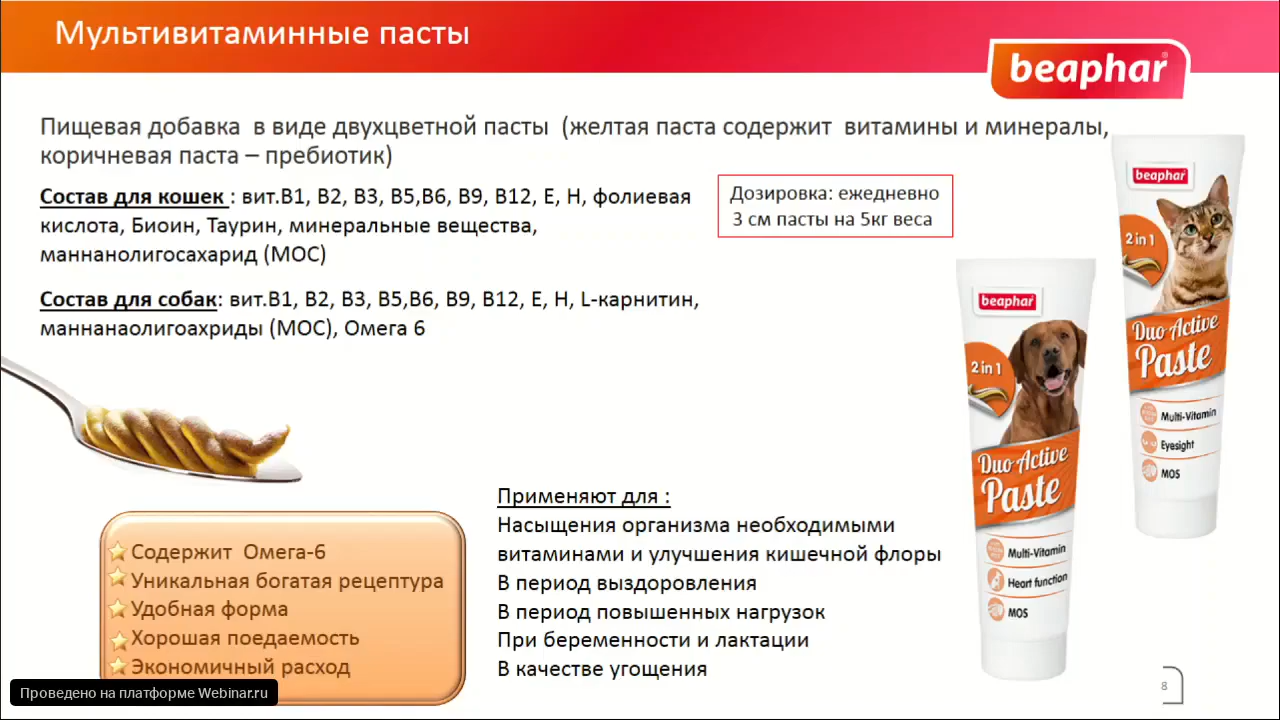 Мультивитаминные пасты
beaphar
Пищевая добавка в виде двухцветной пасты (желтая паста содержит витамины и минералы,
коричневая паста – пребиотик)
Состав для кошек : вит.В1, В2, В3, В5,В6, В9, В12, Е, Н, фолиевая
кислота, Биоин, Таурин, минеральные вещества,
маннанолигосахарид (МОС)
Дозировка: ежедневно
3 см пасты на 5кг веса
Состав для собак: вит.В1, В2, В3, В5,В6, В9, В12, Е, Н, L-карнитин,
маннанаолигоахриды (МОС), Омега 6
beaphar
2 in 1
Duo Active
Paste
Multi-Vitamin
Eyesight
MOS
beaphar
2 in 1
Duo Active
Paste
Multi-Vitamin
Heart function
MOS
Содержит Омега-6
Уникальная богатая рецептура
Удобная форма
Хорошая поедаемость
Экономичный расход
Применяют для :
Насыщения организма необходимыми
витаминами и улучшения кишечной флоры
В период выздоровления
В период повышенных нагрузок
При беременности и лактации
В качестве угощения
Проведено на платформе Webinar.ru
8